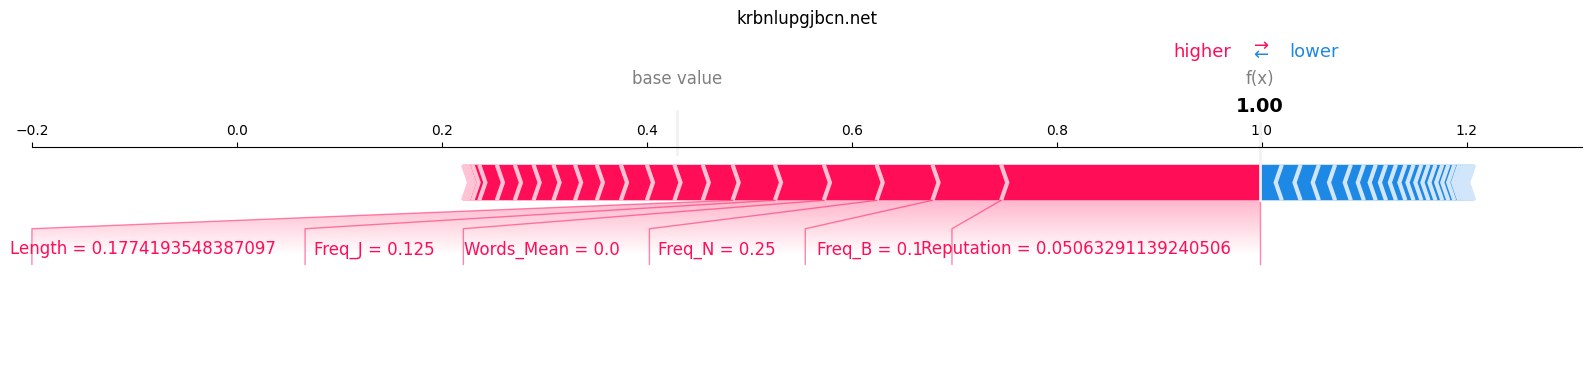 krbnlupgjbcn.net
higher ⇄ lower
base value f(x)
1.00
−0.2 0.0 0.2 0.4 0.6 0.8 1.0 1.2
Length = 0.1774193548387097 Freq_J = 0.125 Words_Mean = 0.0 Freq_N = 0.25 Freq_B = 0.1 Reputation = 0.05063291139240506